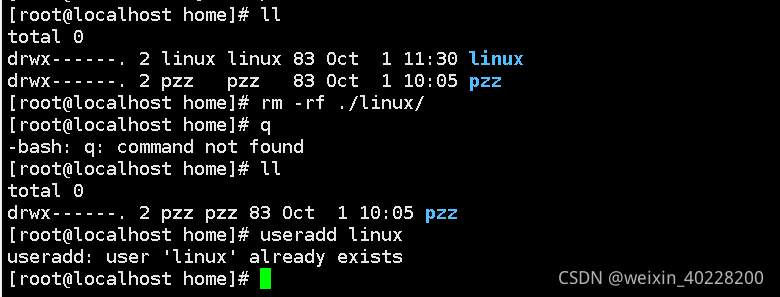 [root@localhost home]# ll
total 0
drwx------. 2 linux linux 83 Oct  1 11:30 linux
drwx------. 2 pzz   pzz   83 Oct  1 10:05 pzz
[root@localhost home]# rm -rf ./linux/
[root@localhost home]# q
-bash: q: command not found
[root@localhost home]# ll
total 0
drwx------. 2 pzz pzz 83 Oct  1 10:05 pzz
[root@localhost home]# useradd linux
useradd: user 'linux' already exists
[root@localhost home]#
CSDN @weixin_40228200